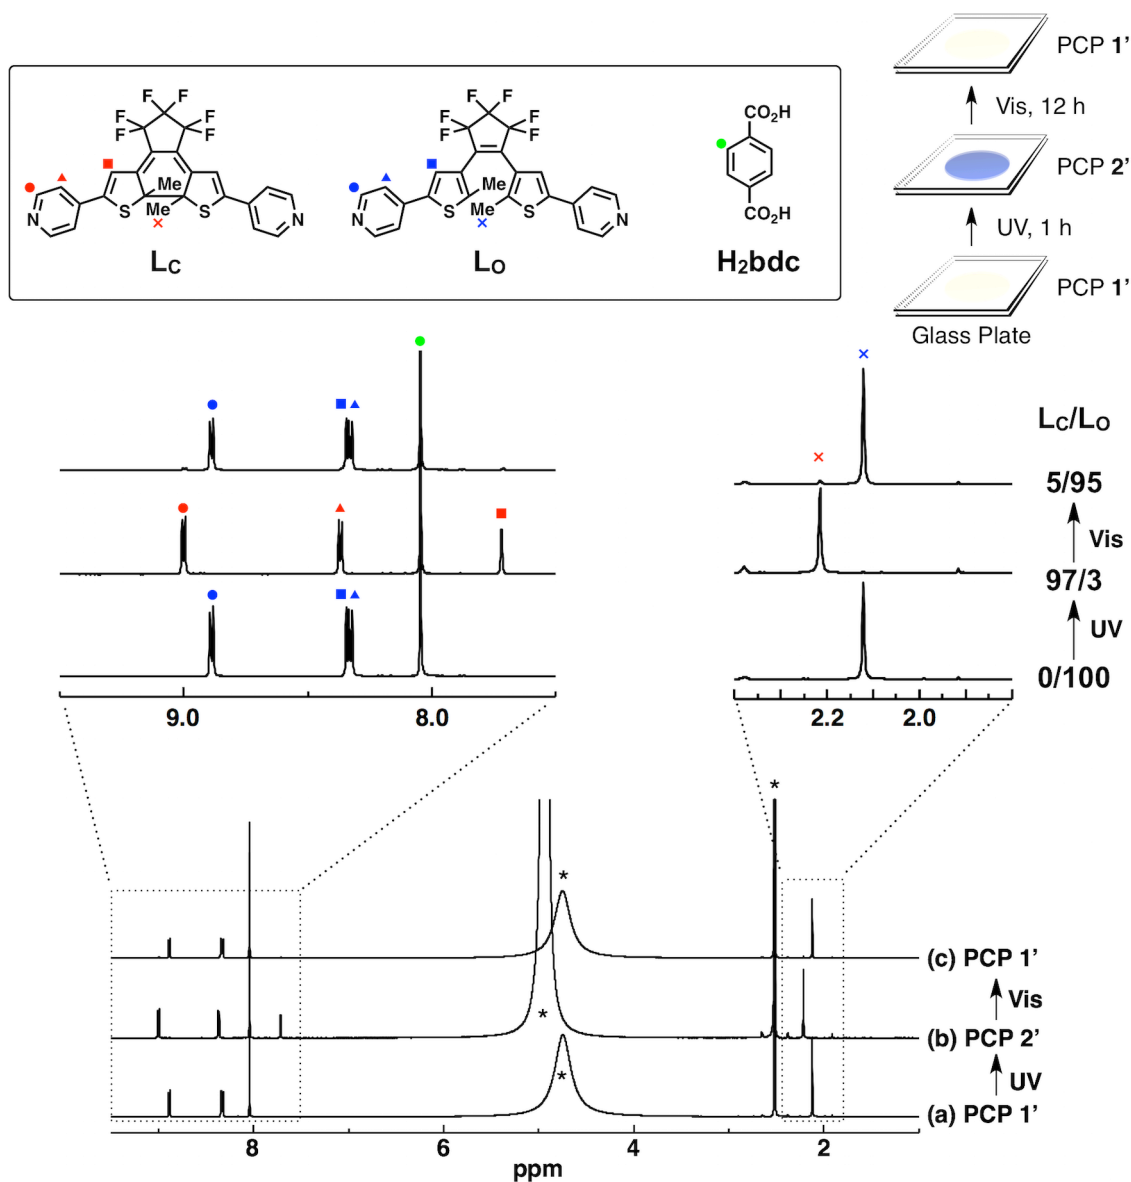 F F F F F F
Me
Me
N S S N
L_C
F F F F F F
Me
Me
N S S N
L_O
CO₂H
CO₂H
H₂bdc
PCP 1’
Vis, 12 h
PCP 2’
UV, 1 h
PCP 1’
Glass Plate
L_C/L_O
5/95
Vis
97/3
UV
0/100
9.0 8.0
2.2 2.0
*
*
(c) PCP 1’
Vis
*
(b) PCP 2’
*
UV
(a) PCP 1’
8 6 4 2
ppm